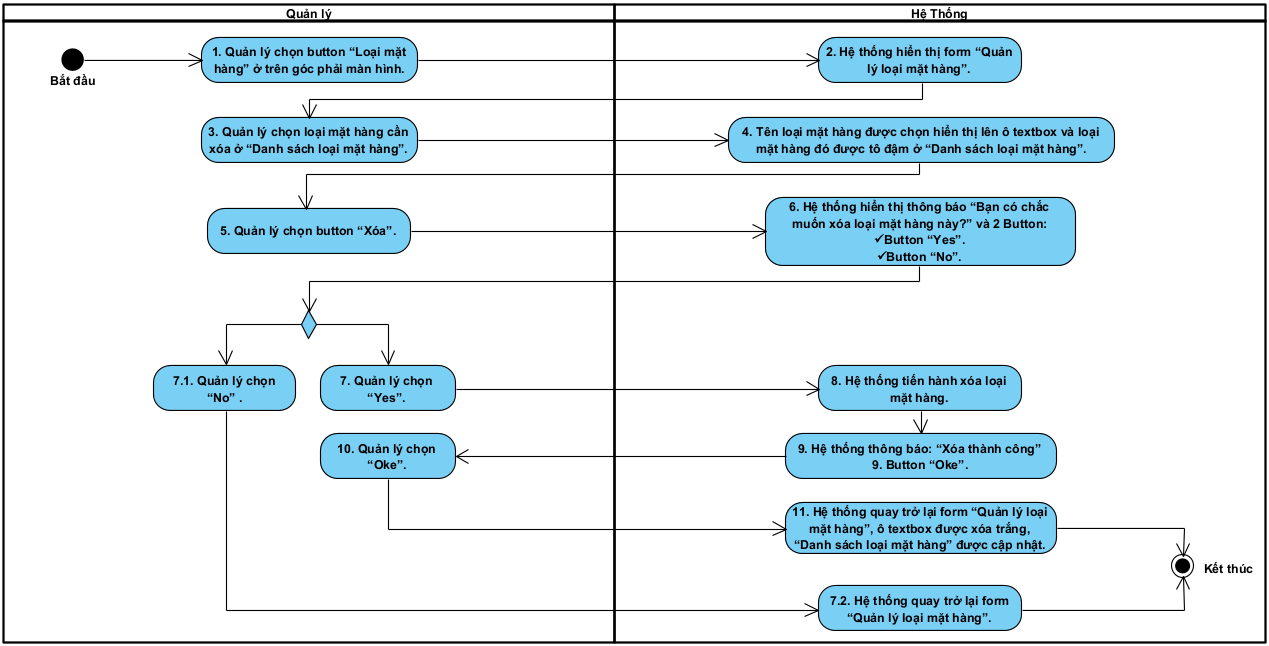 Quản lý
Hệ Thống
Bắt đầu
1. Quản lý chọn button “Loại mặt
hàng” ở trên góc phải màn hình.
2. Hệ thống hiển thị form “Quản
lý loại mặt hàng”.
3. Quản lý chọn loại mặt hàng cần
xóa ở “Danh sách loại mặt hàng”.
4. Tên loại mặt hàng được chọn hiển thị lên ô textbox và loại
mặt hàng đó được tô đậm ở “Danh sách loại mặt hàng”.
5. Quản lý chọn button “Xóa”.
6. Hệ thống hiển thị thông báo “Bạn có chắc
muốn xóa loại mặt hàng này?” và 2 Button:
✓Button “Yes”.
✓Button “No”.
7.1. Quản lý chọn
“No” .
7. Quản lý chọn
“Yes”.
8. Hệ thống tiến hành xóa loại
mặt hàng.
10. Quản lý chọn
“Oke”.
9. Hệ thống thông báo: “Xóa thành công”
9. Button “Oke”.
11. Hệ thống quay trở lại form “Quản lý loại
mặt hàng”, ô textbox được xóa trắng,
“Danh sách loại mặt hàng” được cập nhật.
Kết thúc
7.2. Hệ thống quay trở lại form
“Quản lý loại mặt hàng”.